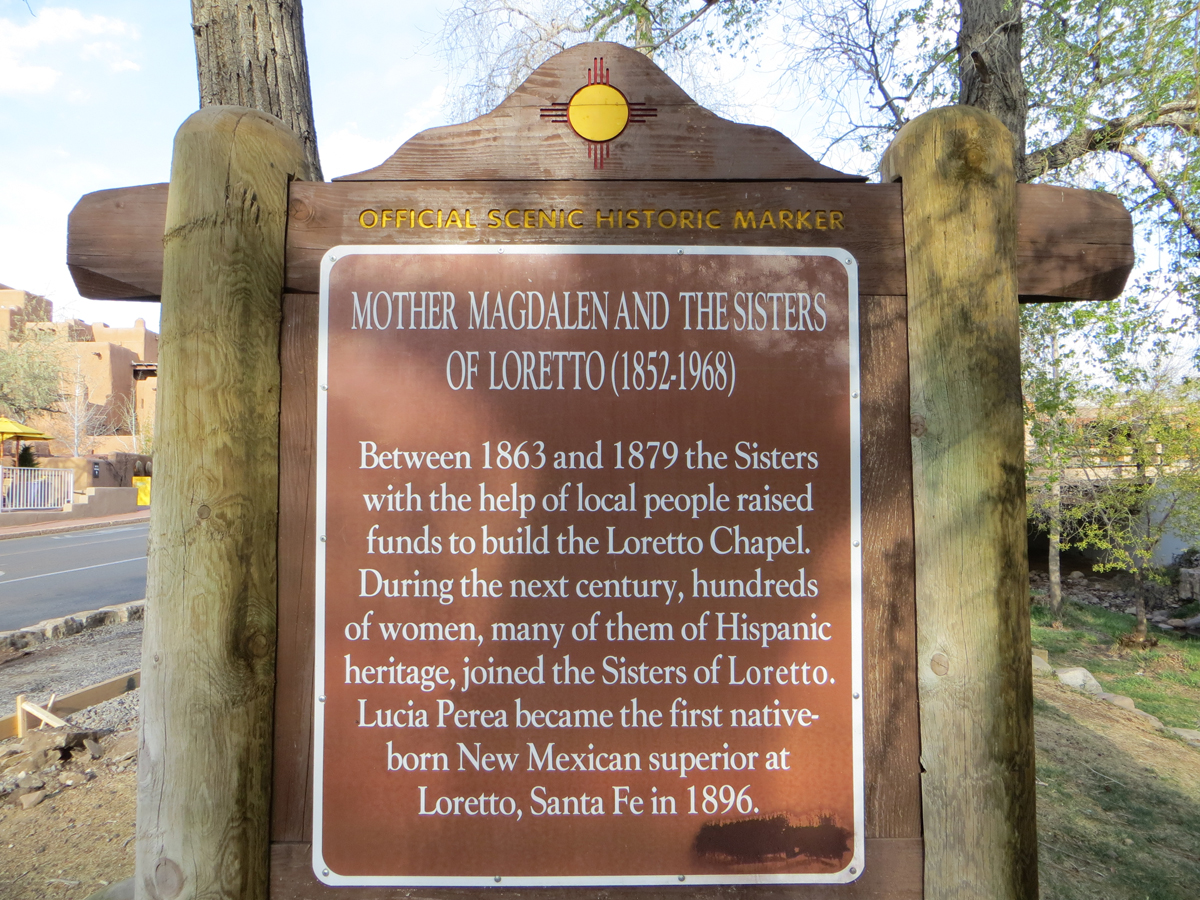 OFFICIAL SCENIC HISTORIC MARKER
MOTHER MAGDALEN AND THE SISTERS
OF LORETTO (1852-1968)
Between 1863 and 1879 the Sisters
with the help of local people raised
funds to build the Loretto Chapel.
During the next century, hundreds
of women, many of them of Hispanic
heritage, joined the Sisters of Loretto.
Lucia Perea became the first native-
born New Mexican superior at
Loretto, Santa Fe in 1896.